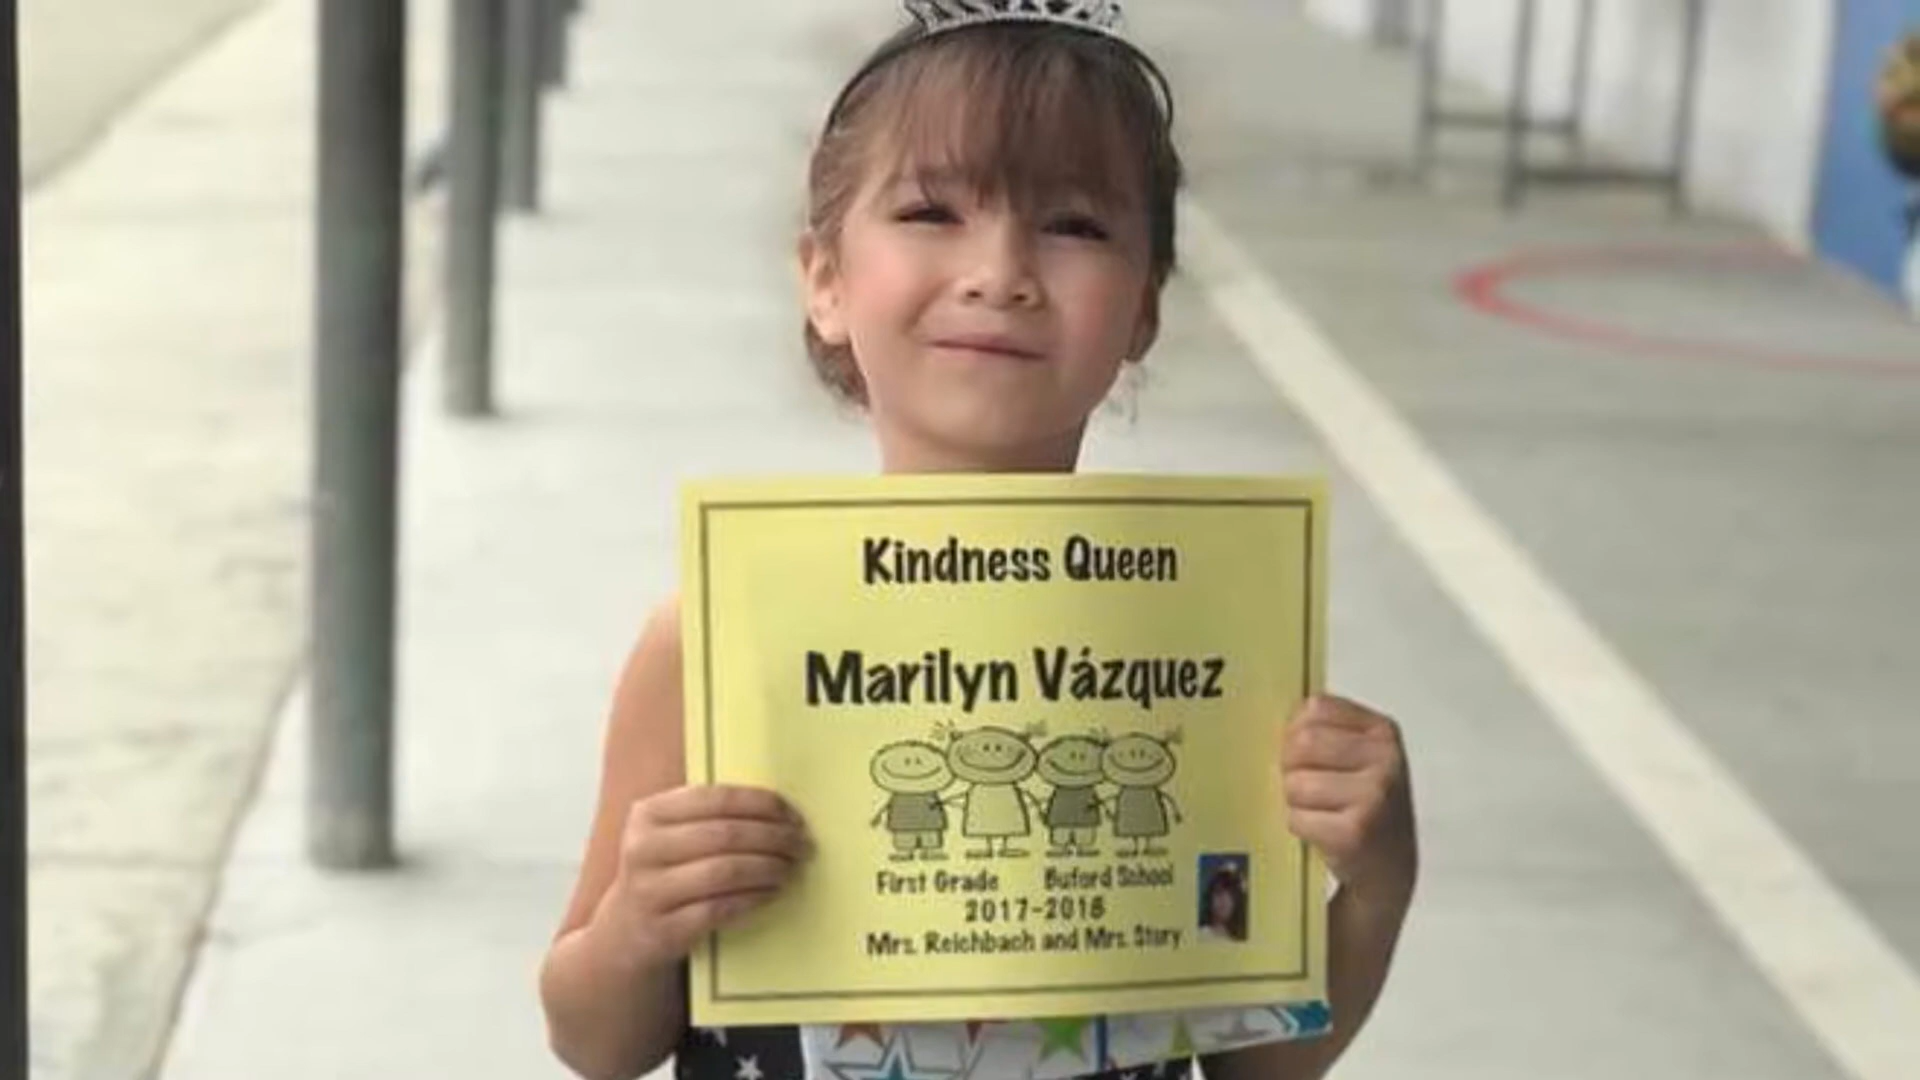 Kindness Queen
Marilyn Vázquez
First Grade Buford School
2017-2018
Mrs. Reichbach and Mrs. Story